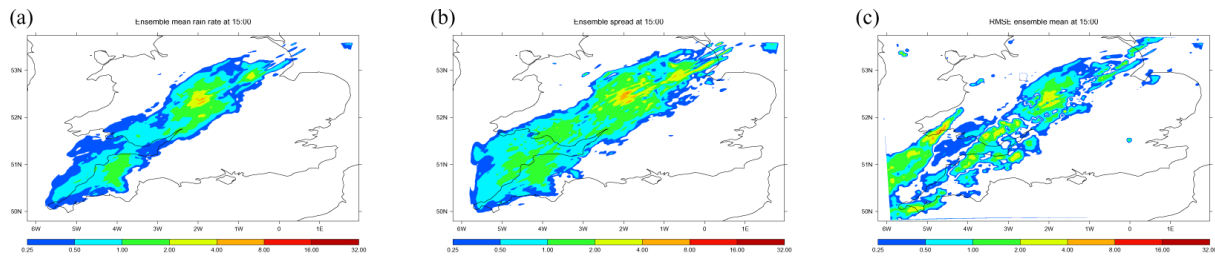 (a)
Ensemble mean rain rate at 15:00
53N
52N
51N
50N
6W 5W 4W 3W 2W 1W 0 1E
0.25 0.50 1.00 2.00 4.00 8.00 16.00 32.00
(b)
Ensemble spread at 15:00
53N
52N
51N
50N
6W 5W 4W 3W 2W 1W 0 1E
0.25 0.50 1.00 2.00 4.00 8.00 16.00 32.00
(c)
RMSE ensemble mean at 15:00
53N
52N
51N
50N
6W 5W 4W 3W 2W 1W 0 1E
0.25 0.50 1.00 2.00 4.00 8.00 16.00 32.00